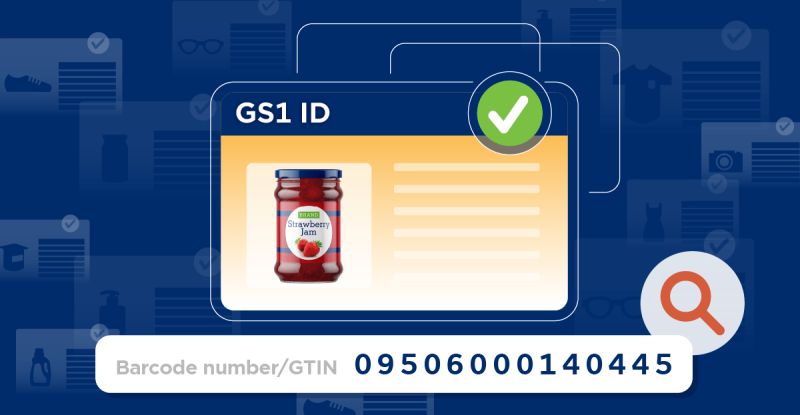 GS1 ID
BRAND
Strawberry
Jam
Barcode number/GTIN 09506000140445